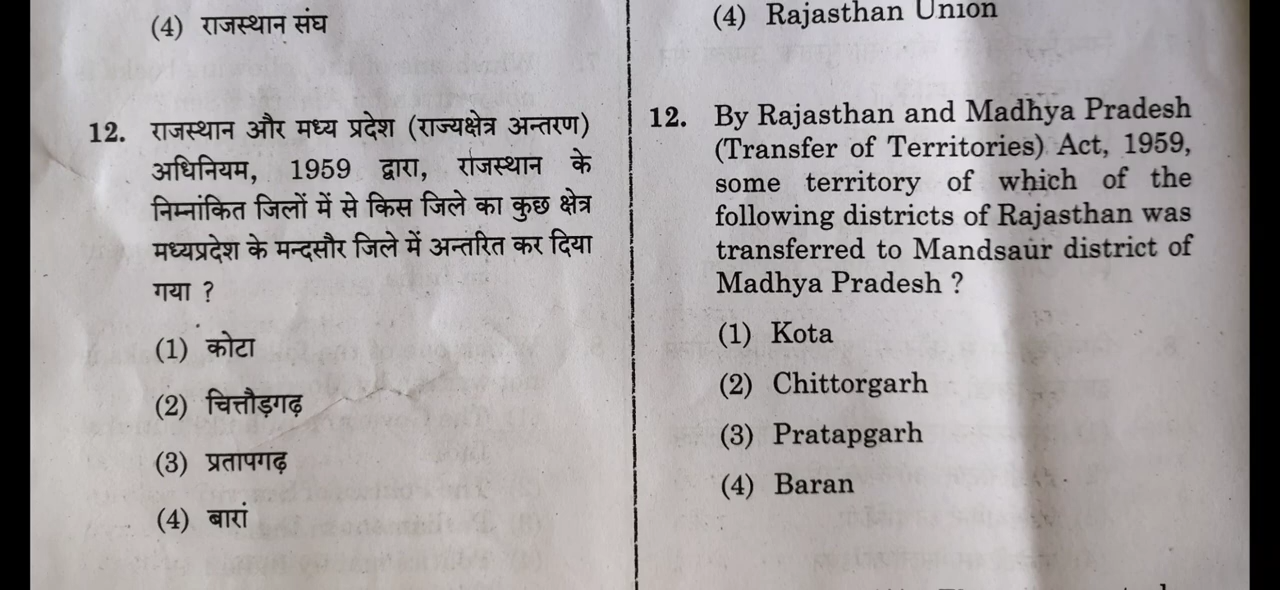 (4) राजस्थान संघ
12. राजस्थान और मध्य प्रदेश (राज्यक्षेत्र अन्तरण)
अधिनियम, 1959 द्वारा, राजस्थान के
निम्नांकित जिलों में से किस जिले का कुछ क्षेत्र
मध्यप्रदेश के मन्दसौर जिले में अन्तरित कर दिया
गया ?
(1) कोटा
(2) चित्तौड़गढ़
(3) प्रतापगढ़
(4) बारां
(4) Rajasthan Union
12. By Rajasthan and Madhya Pradesh
(Transfer of Territories) Act, 1959,
some territory of which of the
following districts of Rajasthan was
transferred to Mandsaur district of
Madhya Pradesh ?
(1) Kota
(2) Chittorgarh
(3) Pratapgarh
(4) Baran